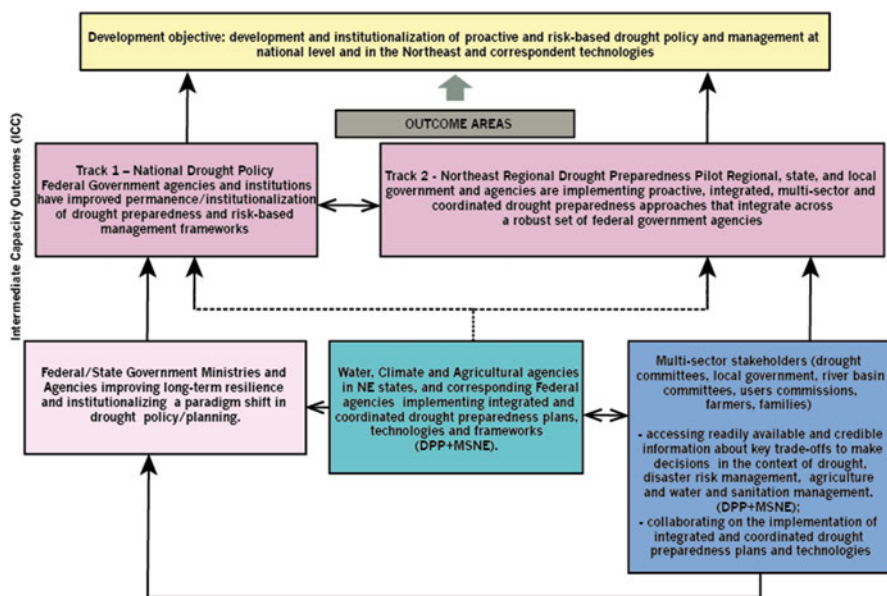 Development objective: development and institutionalization of proactive and risk-based drought policy and management at
national level and in the Northeast and correspondent technologies
OUTCOME AREAS
Intermediate Capacity Outcomes (ICC)
Track 1 – National Drought Policy
Federal Government agencies and institutions
have improved permanence/institutionalization
of drought preparedness and risk-based
management frameworks
Track 2 - Northeast Regional Drought Preparedness Pilot Regional, state, and local
government and agencies are implementing proactive, integrated, multi-sector and
coordinated drought preparedness approaches that integrate across
a robust set of federal government agencies
Federal/State Government Ministries and
Agencies improving long-term resilience
and institutionalizing a paradigm shift in
drought policy/planning.
Water, Climate and Agricultural agencies
in NE states, and corresponding Federal
agencies implementing integrated and
coordinated drought preparedness plans,
technologies and frameworks
(DPP+MSNE).
Multi-sector stakeholders (drought
committees, local government, river basin
committees, users commissions,
farmers, families)
- accessing readily available and credible
information about key trade-offs to make
decisions in the context of drought,
disaster risk management, agriculture
and water and sanitation management.
(DPP+MSNE);
- collaborating on the implementation of
integrated and coordinated drought
preparedness plans and technologies